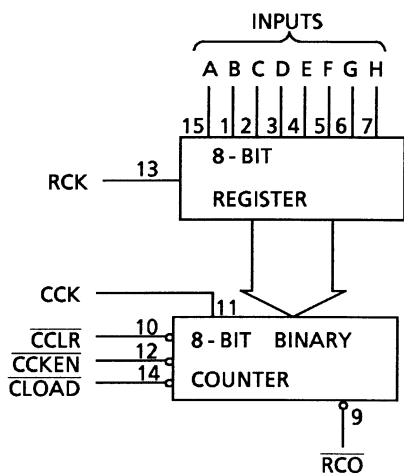 INPUTS
A B C D E F G H
15 1 2 3 4 5 6 7
8-BIT
RCK 13
REGISTER
CCK
11
CCLR 10
8-BIT BINARY
CCKEN 12
CLOAD 14
COUNTER
9
RCO